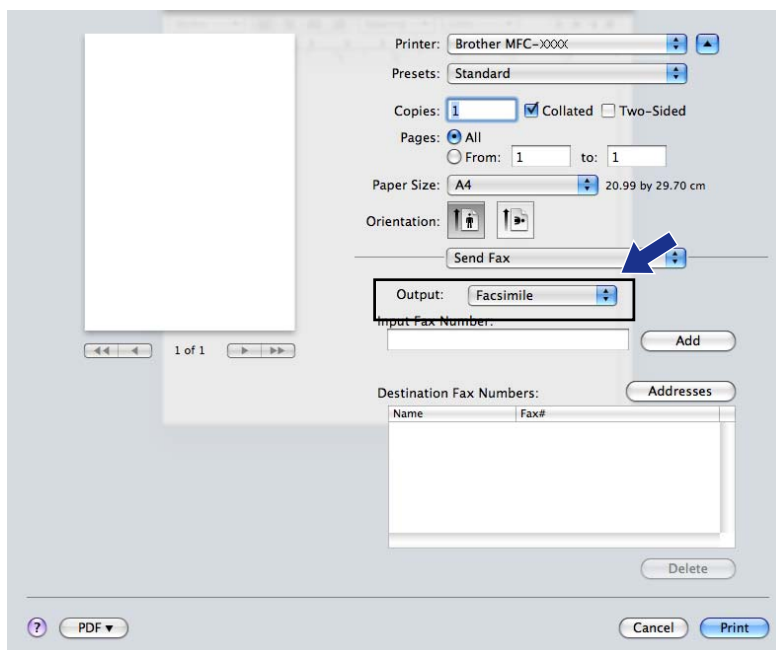 Printer: Brother MFC-XXXX
Presets: Standard
Copies: 1 Collated Two-Sided
Pages: All
From: 1 to: 1
Paper Size: A4 20.99 by 29.70 cm
Orientation:
Send Fax
Output: Facsimile
Input Fax Number:
Add
1 of 1
Destination Fax Numbers: Addresses
Name Fax#
Delete
? PDF
Cancel Print